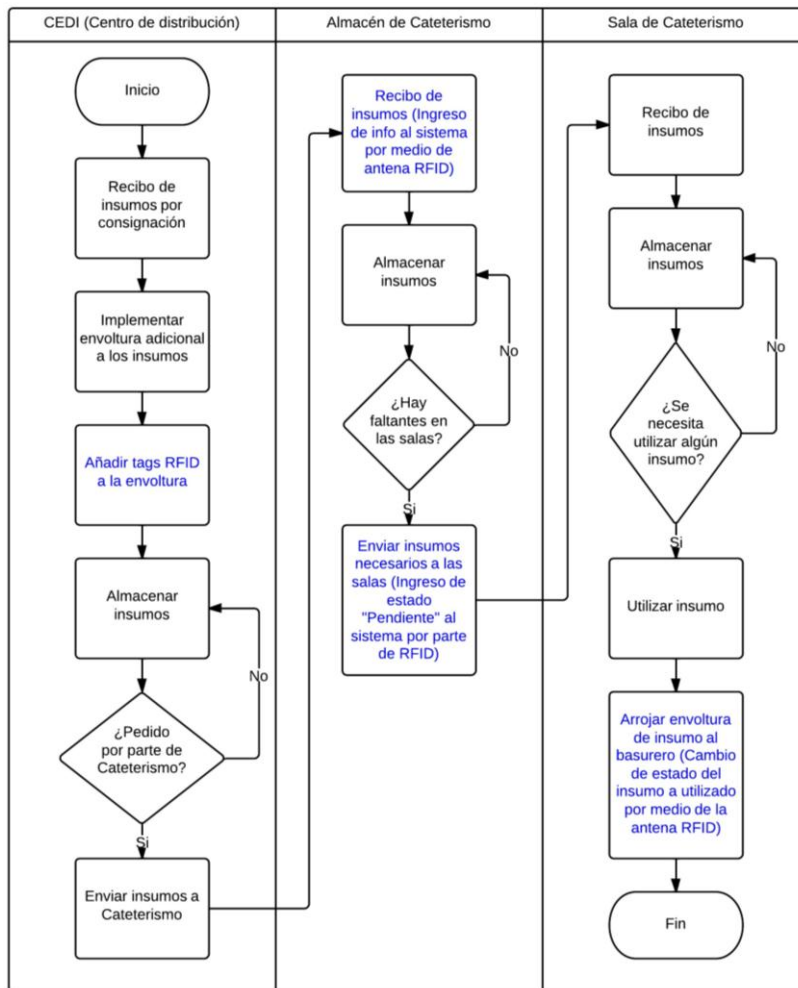 CEDI (Centro de distribución)
Inicio
Recibo de
insumos por
consignación
Implementar
envoltura adicional
a los insumos
Añadir tags RFID
a la envoltura
Almacenar
insumos
No
¿Pedido
por parte de
Cateterismo?
Si
Enviar insumos a
Cateterismo
Almacén de Cateterismo
Recibo de
insumos (Ingreso
de info al sistema
por medio de
antena RFID)
Almacenar
insumos
No
¿Hay
faltantes en
las salas?
Si
Enviar insumos
necesarios a las
salas (Ingreso de
estado
"Pendiente" al
sistema por parte
de RFID)
Sala de Cateterismo
Recibo de
insumos
Almacenar
insumos
No
¿Se
necesita
utilizar algún
insumo?
Si
Utilizar insumo
Arrojar envoltura
de insumo al
basurero (Cambio
de estado del
insumo a utilizado
por medio de la
antena RFID)
Fin